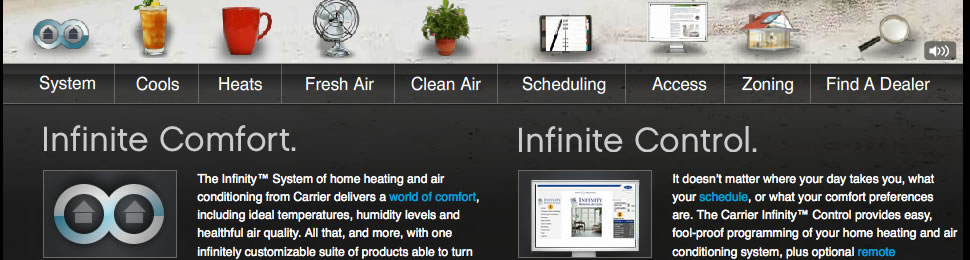 System Cools Heats Fresh Air Clean Air Scheduling Access Zoning Find A Dealer
Infinite Comfort.
The Infinity™ System of home heating and air
conditioning from Carrier delivers a world of comfort,
including ideal temperatures, humidity levels and
healthful air quality. All that, and more, with one
infinitely customizable suite of products able to turn
Infinite Control.
INFINITY
It doesn't matter where your day takes you, what
your schedule, or what your comfort preferences
are. The Carrier Infinity™ Control provides easy,
fool-proof programming of your home heating and air
conditioning system, plus optional remote